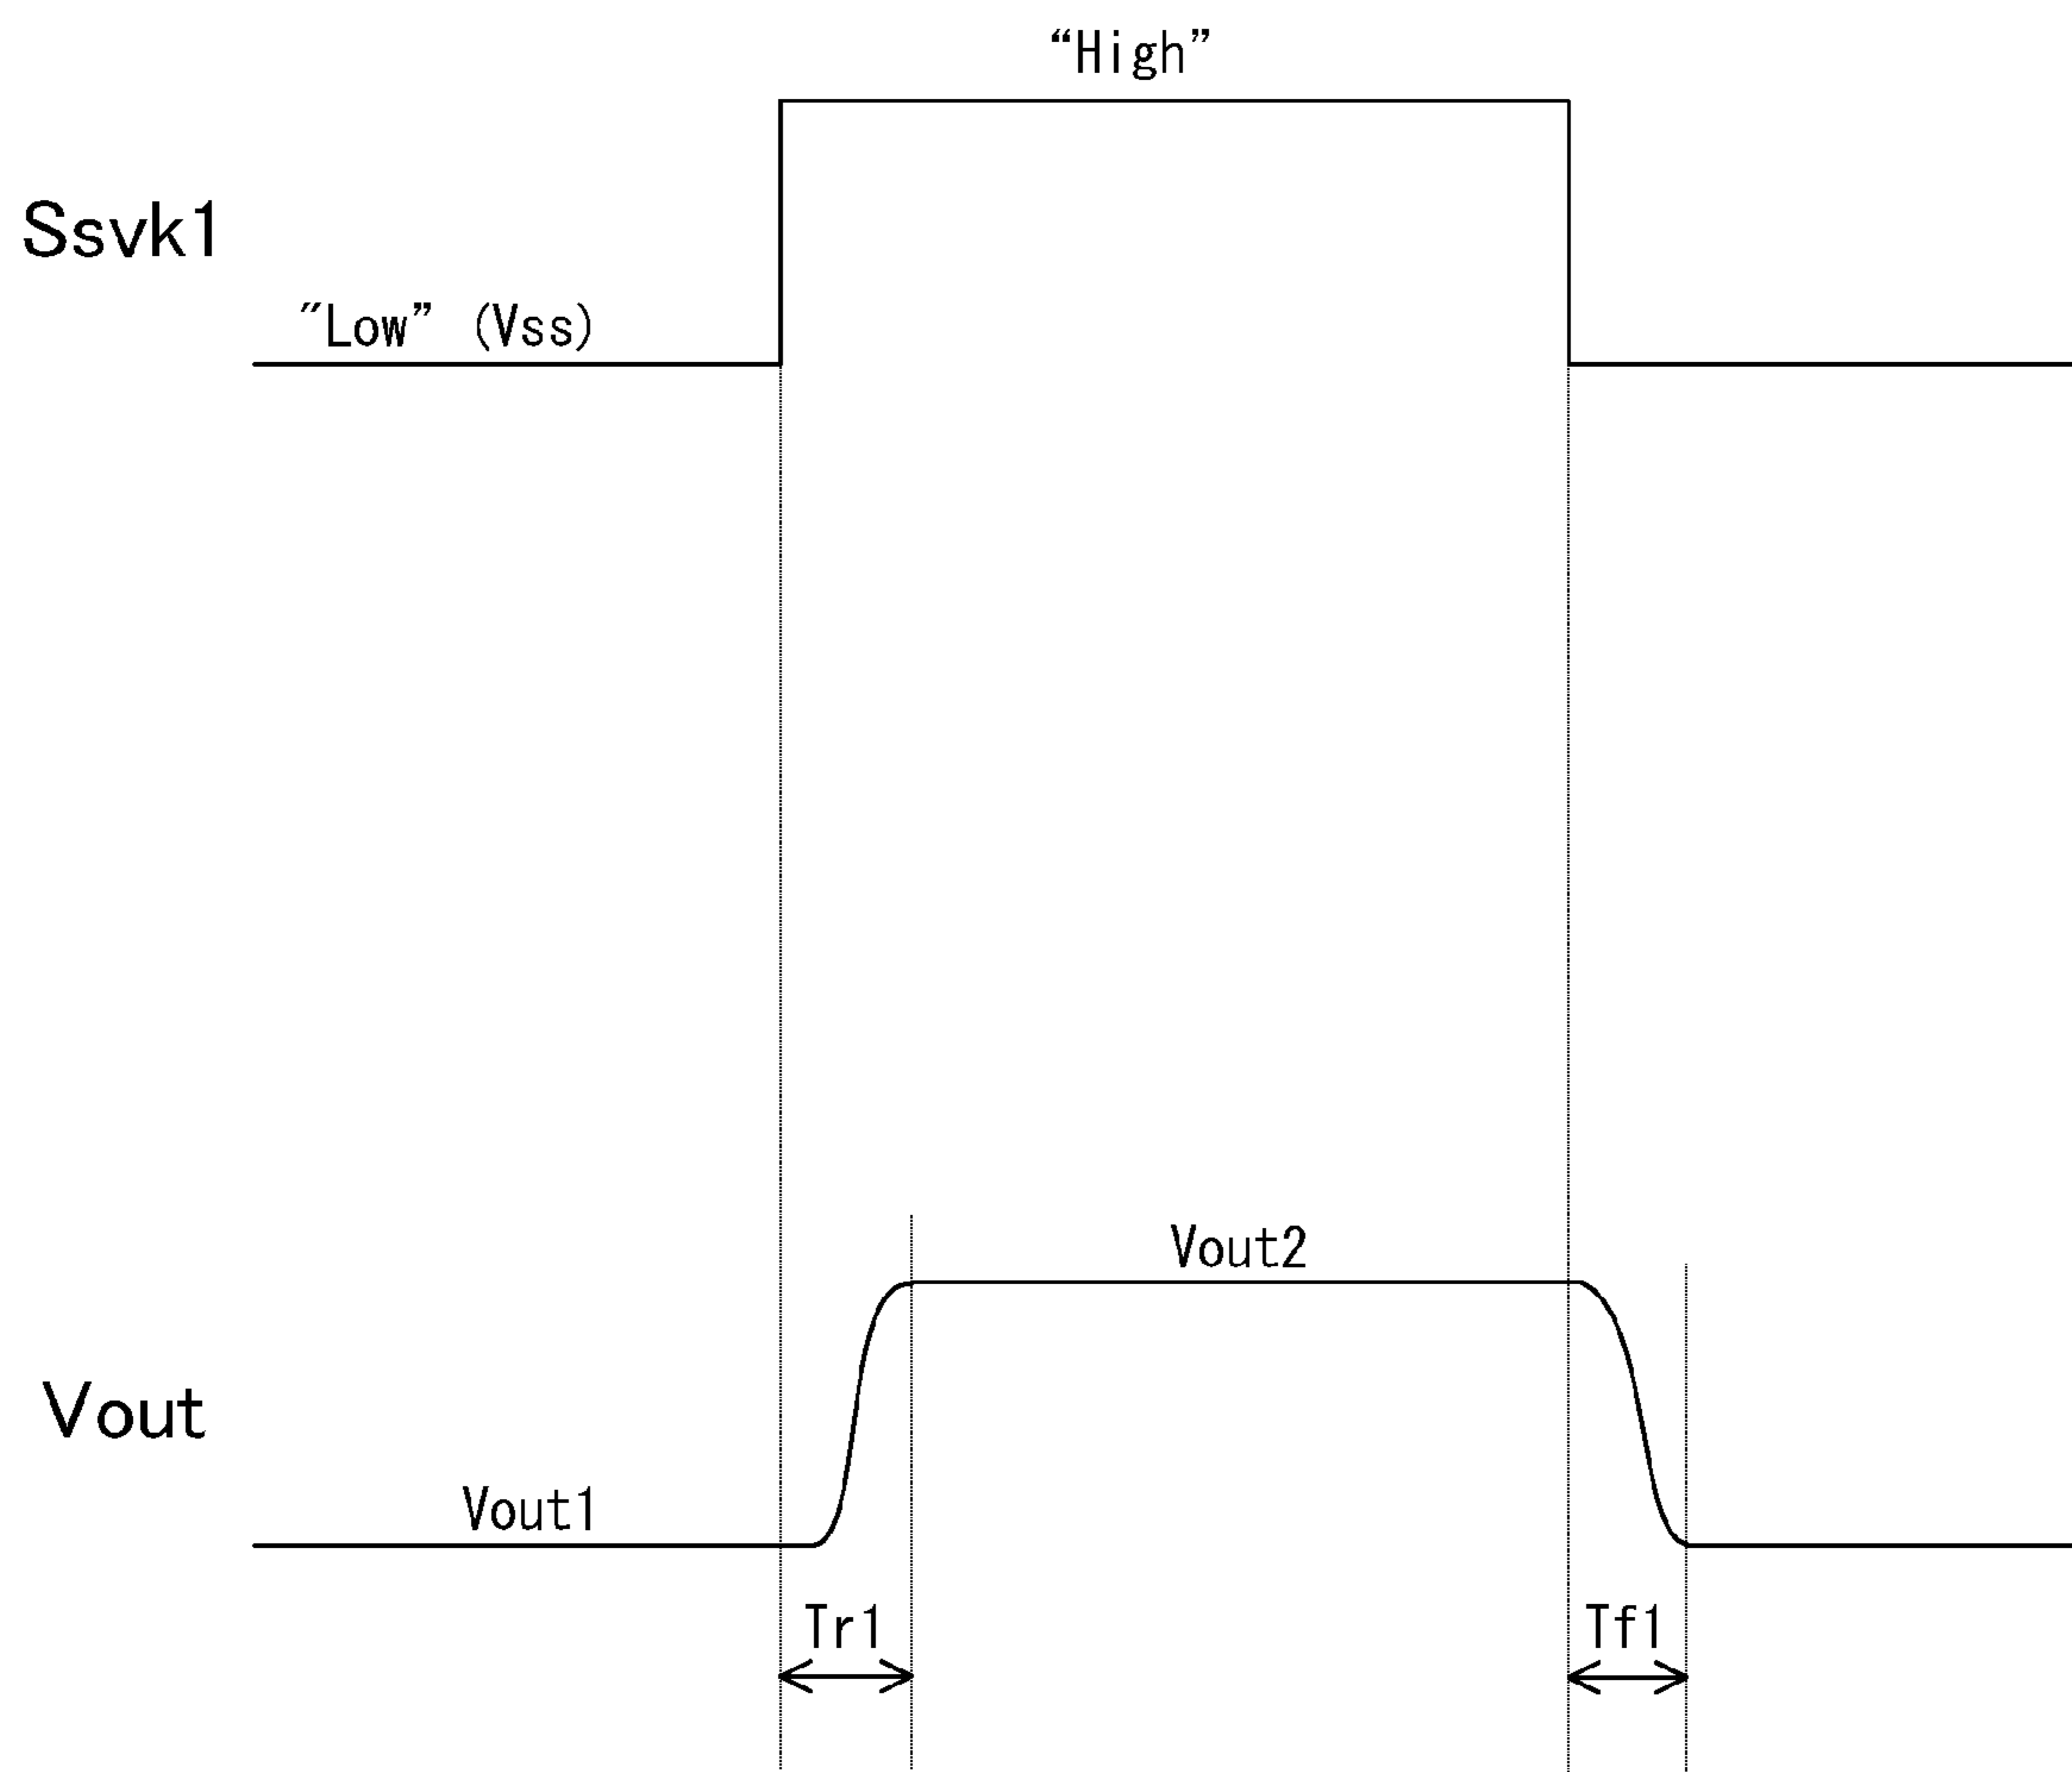 “High”
Ssvk1
"Low” (Vss)
Vout2
Vout
Vout1
Tr1
Tf1